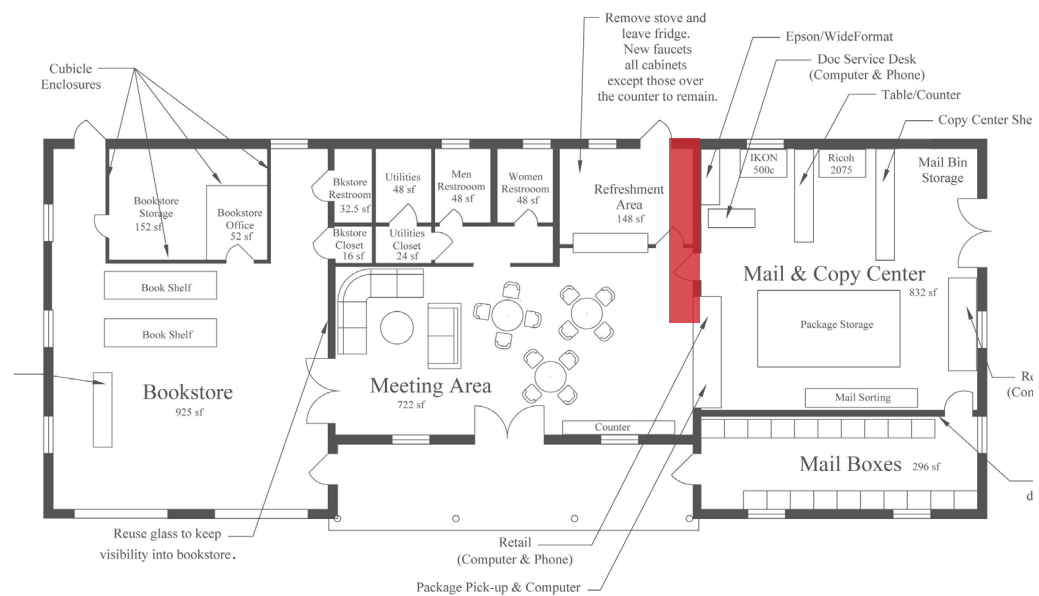 Remove stove and
leave fridge.
New faucets
all cabinets
except those over
the counter to remain.
Epson/WideFormat
Doc Service Desk
(Computer & Phone)
Table/Counter
Copy Center She
Cubicle
Enclosures
IKON
500c
Ricoh
2075
Mail Bin
Storage
Bkstore
Restroom
32.5 sf
Utilities
48 sf
Men
Restrooom
48 sf
Women
Restrooom
48 sf
Refreshment
Area
148 sf
Bookstore
Storage
152 sf
Bookstore
Office
52 sf
Bkstore
Closet
16 sf
Utilities
Closet
24 sf
Mail & Copy Center
832 sf
Book Shelf
Book Shelf
Package Storage
Bookstore
925 sf
Meeting Area
722 sf
Mail Sorting
Re
(Con
Counter
Mail Boxes 296 sf
d
Reuse glass to keep
visibility into bookstore.
Retail
(Computer & Phone)
Package Pick-up & Computer